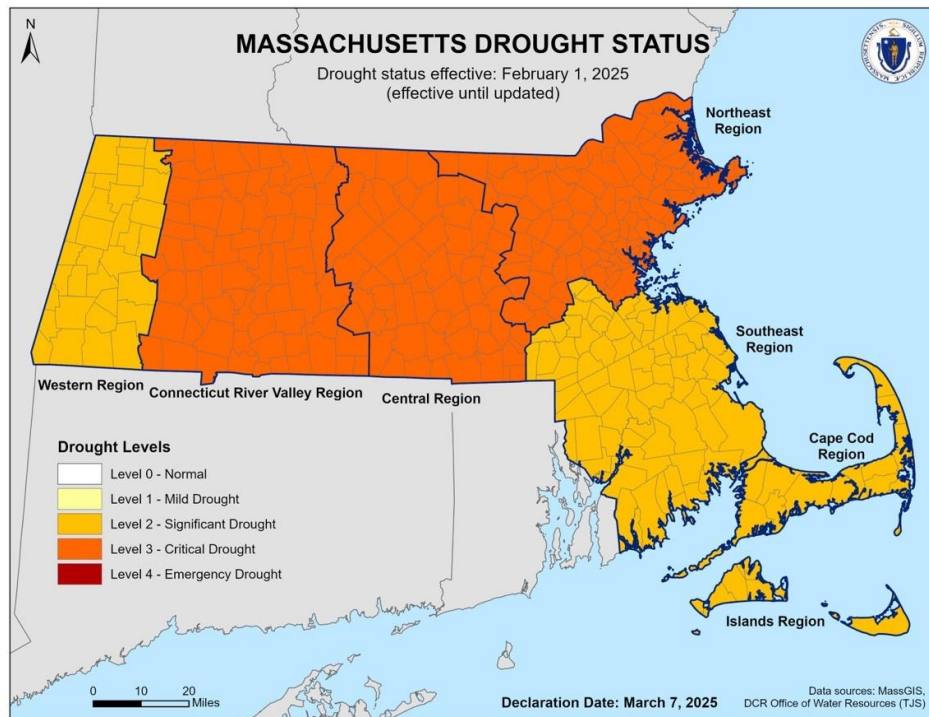 N
MASSACHUSETTS DROUGHT STATUS
Drought status effective: February 1, 2025
(effective until updated)
Northeast
Region
Southeast
Region
Cape Cod
Region
Western Region
Connecticut River Valley Region
Central Region
Drought Levels
Level 0 - Normal
Level 1 - Mild Drought
Level 2 - Significant Drought
Level 3 - Critical Drought
Level 4 - Emergency Drought
Islands Region
0 10 20
Miles
Declaration Date: March 7, 2025
Data sources: MassGIS,
DCR Office of Water Resources (TJS)